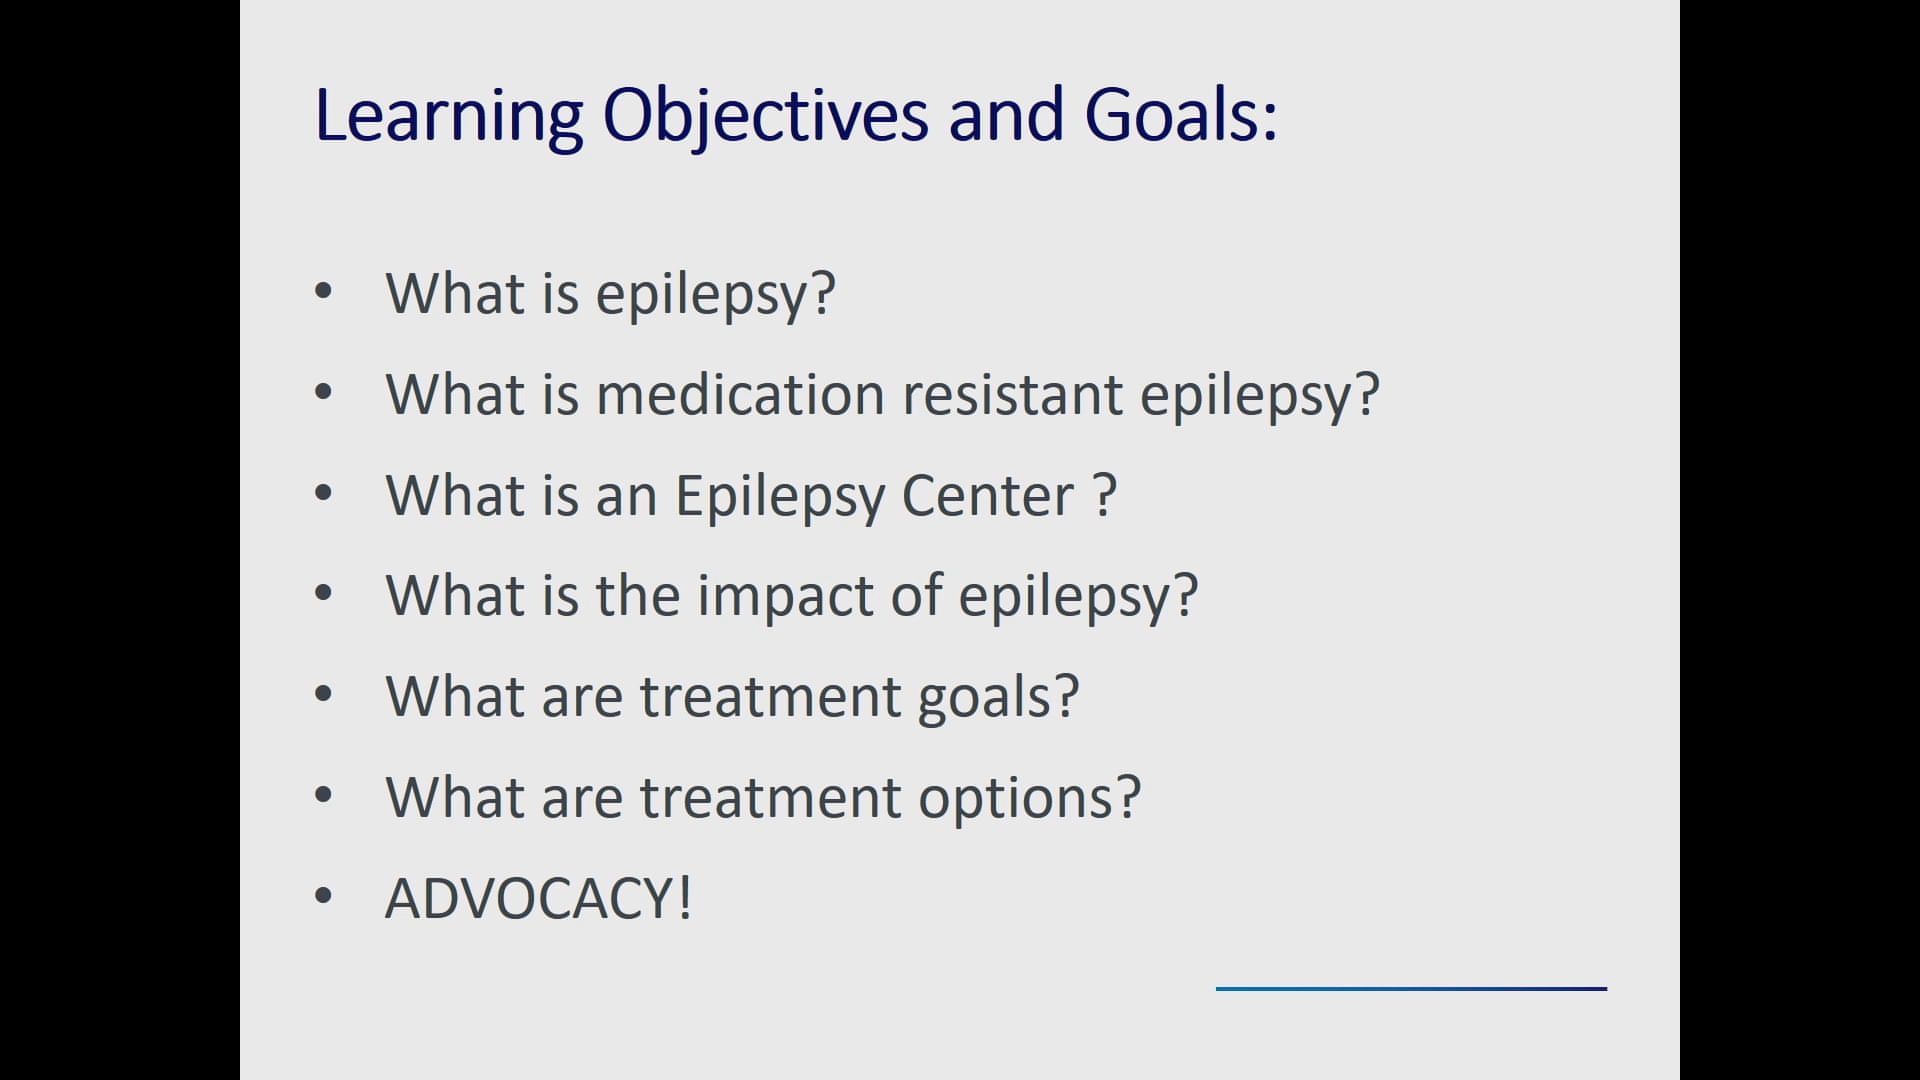 Learning Objectives and Goals:
• What is epilepsy?
• What is medication resistant epilepsy?
• What is an Epilepsy Center ?
• What is the impact of epilepsy?
• What are treatment goals?
• What are treatment options?
• ADVOCACY!